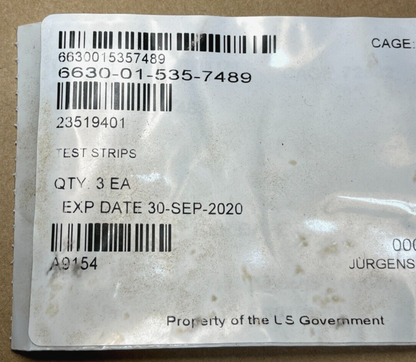 CAGE:
6630015357489
6630-01-535-7489
23519401
TEST STRIPS
QTY. 3 EA
EXP DATE 30-SEP-2020
000
A9154
JURGENS
Property of the US Government